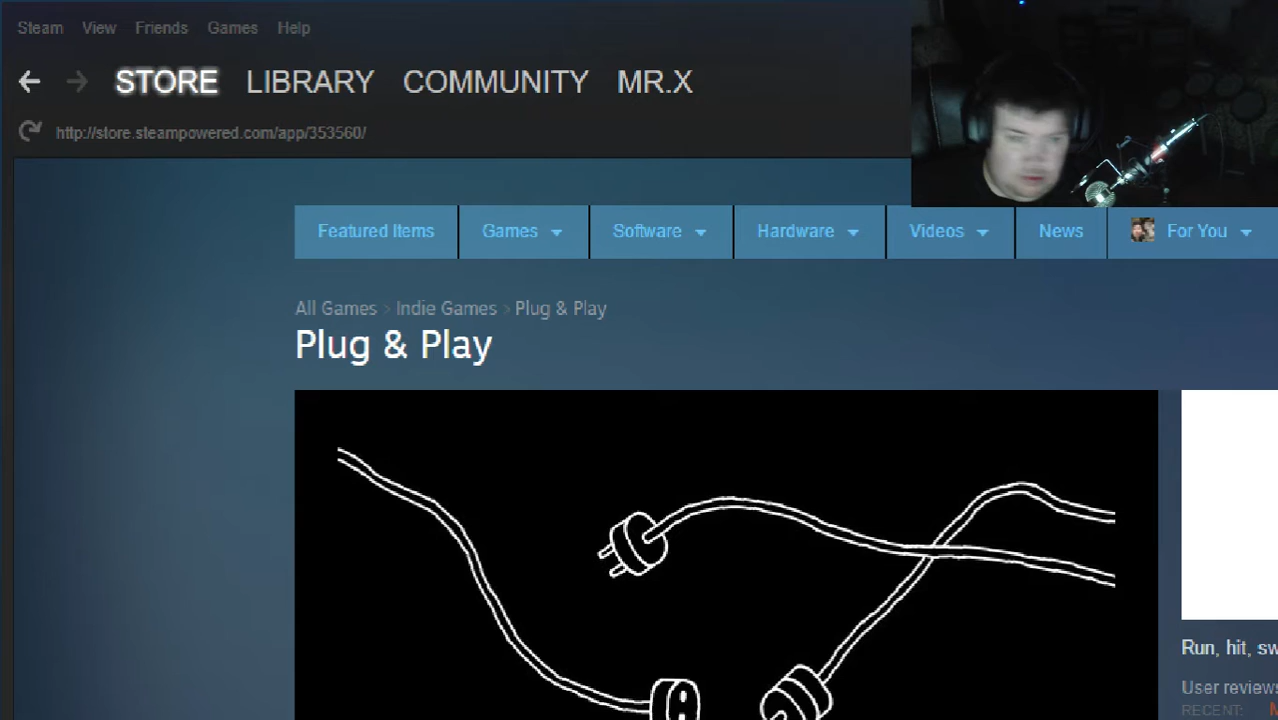 Steam View Friends Games Help
STORE LIBRARY COMMUNITY MR.X
http://store.steampowered.com/app/353560/
Featured Items Games Software Hardware Videos News For You
All Games > Indie Games > Plug & Play
Plug & Play
Run, hit, sw
User reviews
RECENT: